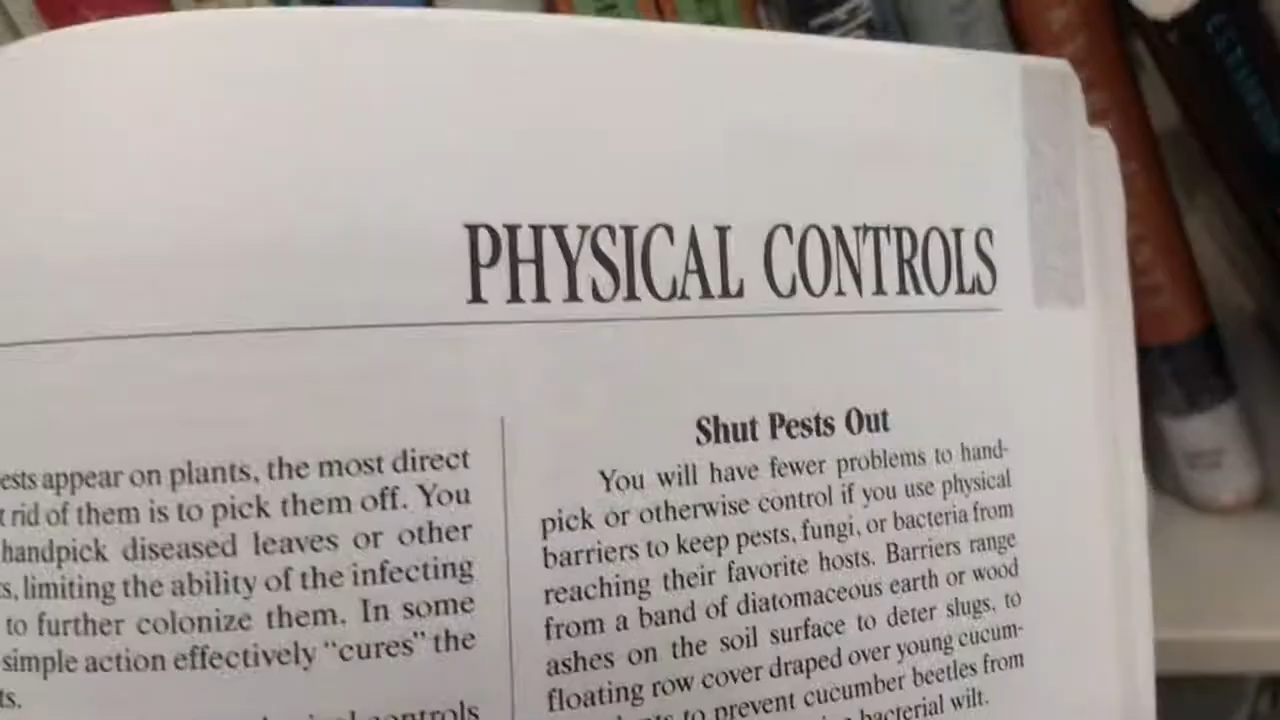 PHYSICAL CONTROLS
ests appear on plants, the most direct
t rid of them is to pick them off. You
handpick diseased leaves or other
s, limiting the ability of the infecting
to further colonize them. In some
simple action effectively “cures” the
ts.
controls
Shut Pests Out
You will have fewer problems to hand-
pick or otherwise control if you use physical
barriers to keep pests, fungi, or bacteria from
reaching their favorite hosts. Barriers range
from a band of diatomaceous earth or wood
ashes on the soil surface to deter slugs, to
floating row cover draped over young cucum-
to prevent cucumber beetles from
bacterial wilt.